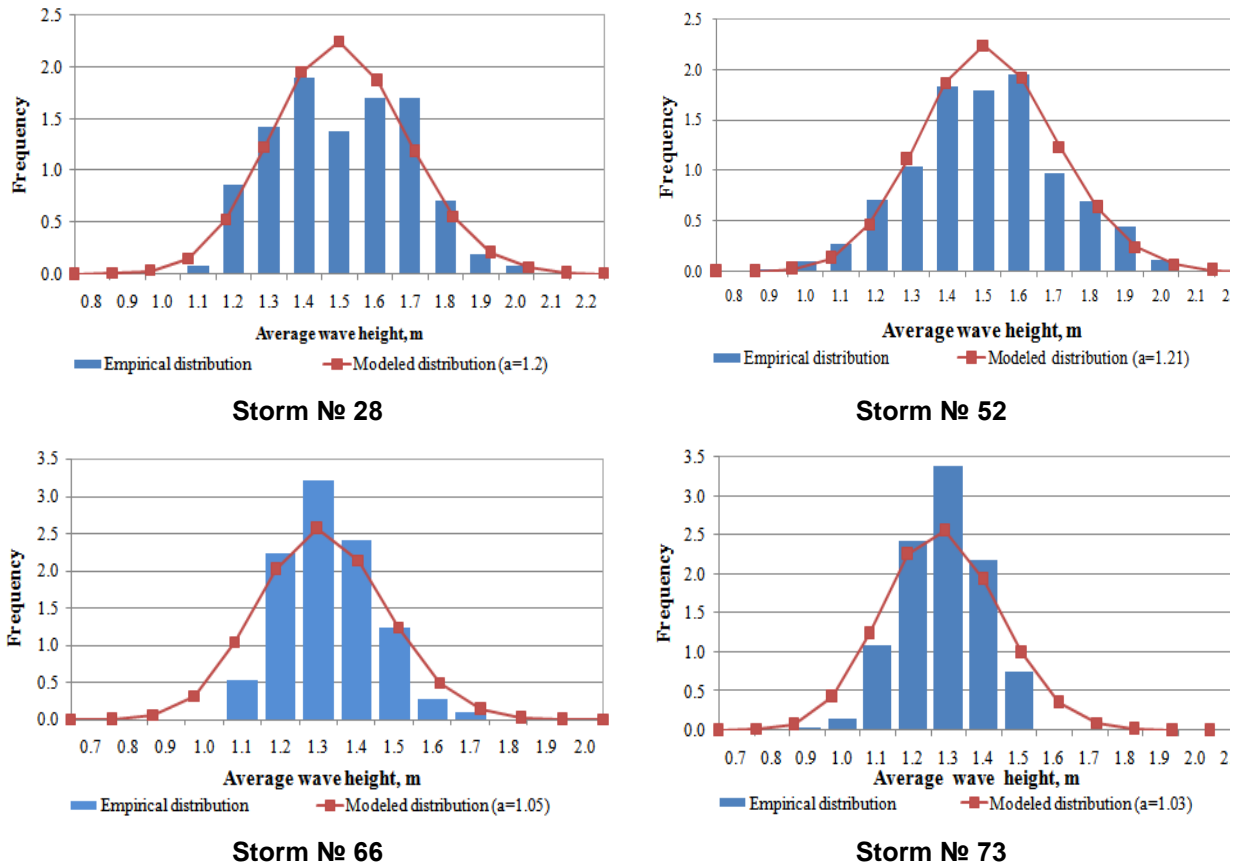 2.5
2.0
1.5
1.0
0.5
0.0
Frequency
0.8 0.9 1.0 1.1 1.2 1.3 1.4 1.5 1.6 1.7 1.8 1.9 2.0 2.1 2.2
Average wave height, m
Empirical distribution Modeled distribution (a=1.2)
Storm № 28
2.5
2.0
1.5
1.0
0.5
0.0
Frequency
0.8 0.9 1.0 1.1 1.2 1.3 1.4 1.5 1.6 1.7 1.8 1.9 2.0 2.1 2
Average wave height, m
Empirical distribution Modeled distribution (a=1.21)
Storm № 52
3.5
3.0
2.5
2.0
1.5
1.0
0.5
0.0
Frequency
0.7 0.8 0.9 1.0 1.1 1.2 1.3 1.4 1.5 1.6 1.7 1.8 1.9 2.0
Average wave height, m
Empirical distribution Modeled distribution (a=1.05)
Storm № 66
3.5
3.0
2.5
2.0
1.5
1.0
0.5
0.0
Frequency
0.7 0.8 0.9 1.0 1.1 1.2 1.3 1.4 1.5 1.6 1.7 1.8 1.9 2.0 2
Average wave height, m
Empirical distribution Modeled distribution (a=1.03)
Storm № 73